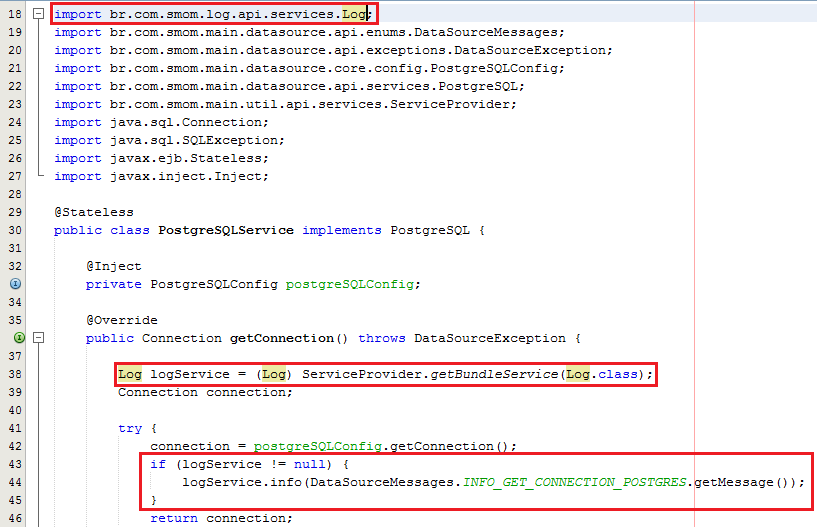 18 import br.com.smom.log.api.services.Log;
19 import br.com.smom.main.datasource.api.enums.DataSourceMessages;
20 import br.com.smom.main.datasource.api.exceptions.DataSourceException;
21 import br.com.smom.main.datasource.core.config.PostgreSQLConfig;
22 import br.com.smom.main.datasource.api.services.PostgreSQL;
23 import br.com.smom.main.util.api.services.ServiceProvider;
24 import java.sql.Connection;
25 import java.sql.SQLException;
26 import javax.ejb.Stateless;
27 import javax.inject.Inject;
28
29 @Stateless
30 public class PostgreSQLService implements PostgreSQL {
31
32 @Inject
private PostgreSQLConfig postgreSQLConfig;
34
35 @Override
public Connection getConnection() throws DataSourceException {
37
38 Log logService = (Log) ServiceProvider.getBundleService(Log.class);
39 Connection connection;
40
41 try {
42 connection = postgreSQLConfig.getConnection();
43 if (logService != null) {
44 logService.info(DataSourceMessages.INFO_GET_CONNECTION_POSTGRES.getMessage());
45 }
46 return connection;